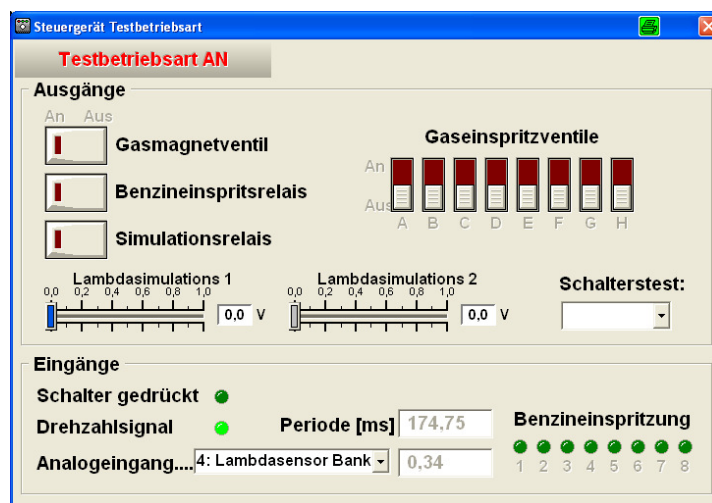 Steuergerät Testbetriebsart
Testbetriebsart AN
Ausgänge
An Aus
Gasmagnetventil
Benzineinspritsrelais
Simulationsrelais
Gaseinspritzventile
An
Aus
A B C D E F G H
Lambdasimulations 1
0,0 0,2 0,4 0,6 0,8 1,0
0,0 V
Lambdasimulations 2
0,0 0,2 0,4 0,6 0,8 1,0
0,0 V
Schalterstest:
Eingänge
Schalter gedrückt
Drehzahlsignal
Periode [ms] 174,75
Analogeingang.... 4: Lambdasensor Bank 0,34
Benzineinspritzung
1 2 3 4 5 6 7 8